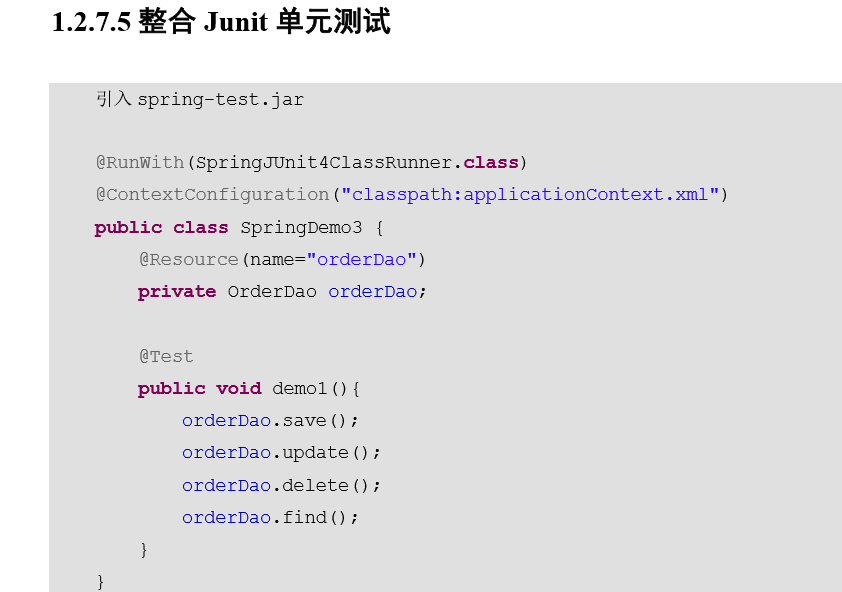 1.2.7.5 整合 Junit 单元测试
引入 spring-test.jar
@RunWith(SpringJUnit4ClassRunner.class)
@ContextConfiguration("classpath:applicationContext.xml")
public class SpringDemo3 {
@Resource(name="orderDao")
private OrderDao orderDao;
@Test
public void demo1(){
orderDao.save();
orderDao.update();
orderDao.delete();
orderDao.find();
}
}